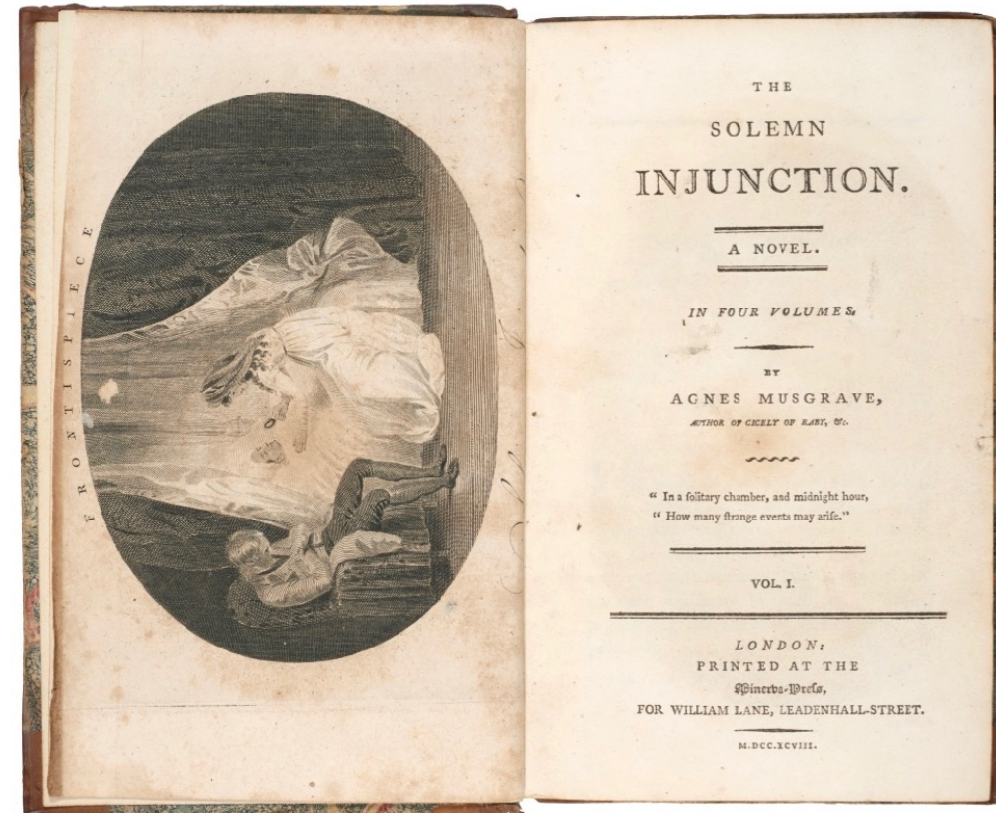 FRONTISPIECE
THE
SOLEMN
INJUNCTION.
A NOVEL.
IN FOUR VOLUMES.
BY
AGNES MUSGRAVE,
AUTHOR OF CICELY OF RABY, &c.
“ In a ſolitary chamber, and midnight hour,
“ How many ſtrange events may ariſe.”
VOL. I.
LONDON:
PRINTED AT THE
Minerva-Preſs,
FOR WILLIAM LANE, LEADENHALL-STREET.
M.DCC.XCVIII.